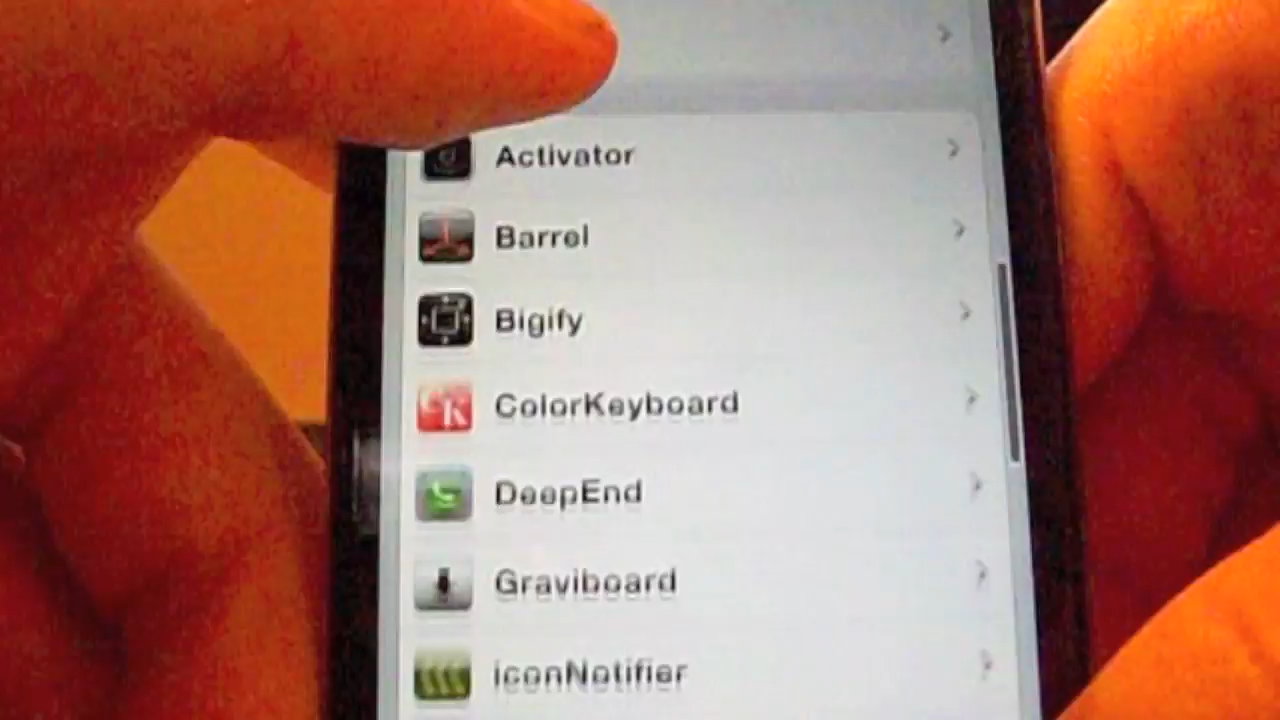 Activator
Barrel
Bigify
ColorKeyboard
DeepEnd
Graviboard
iconNotifier